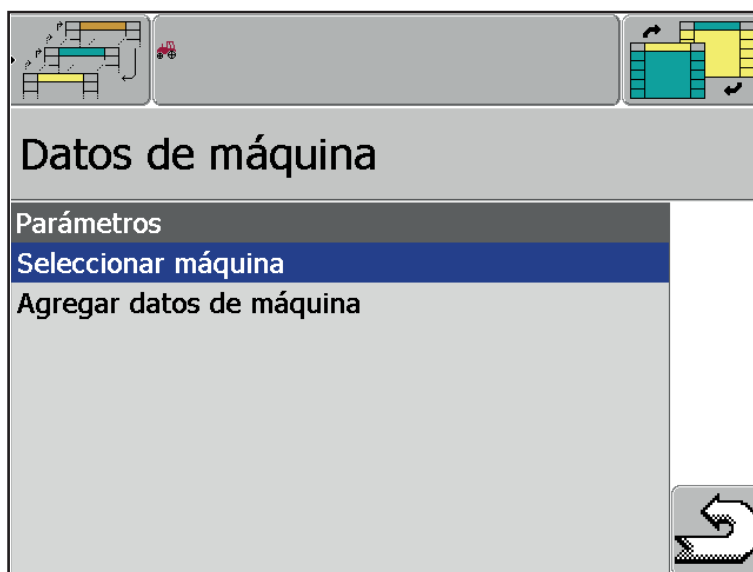 Datos de máquina
Parámetros
Seleccionar máquina
Agregar datos de máquina